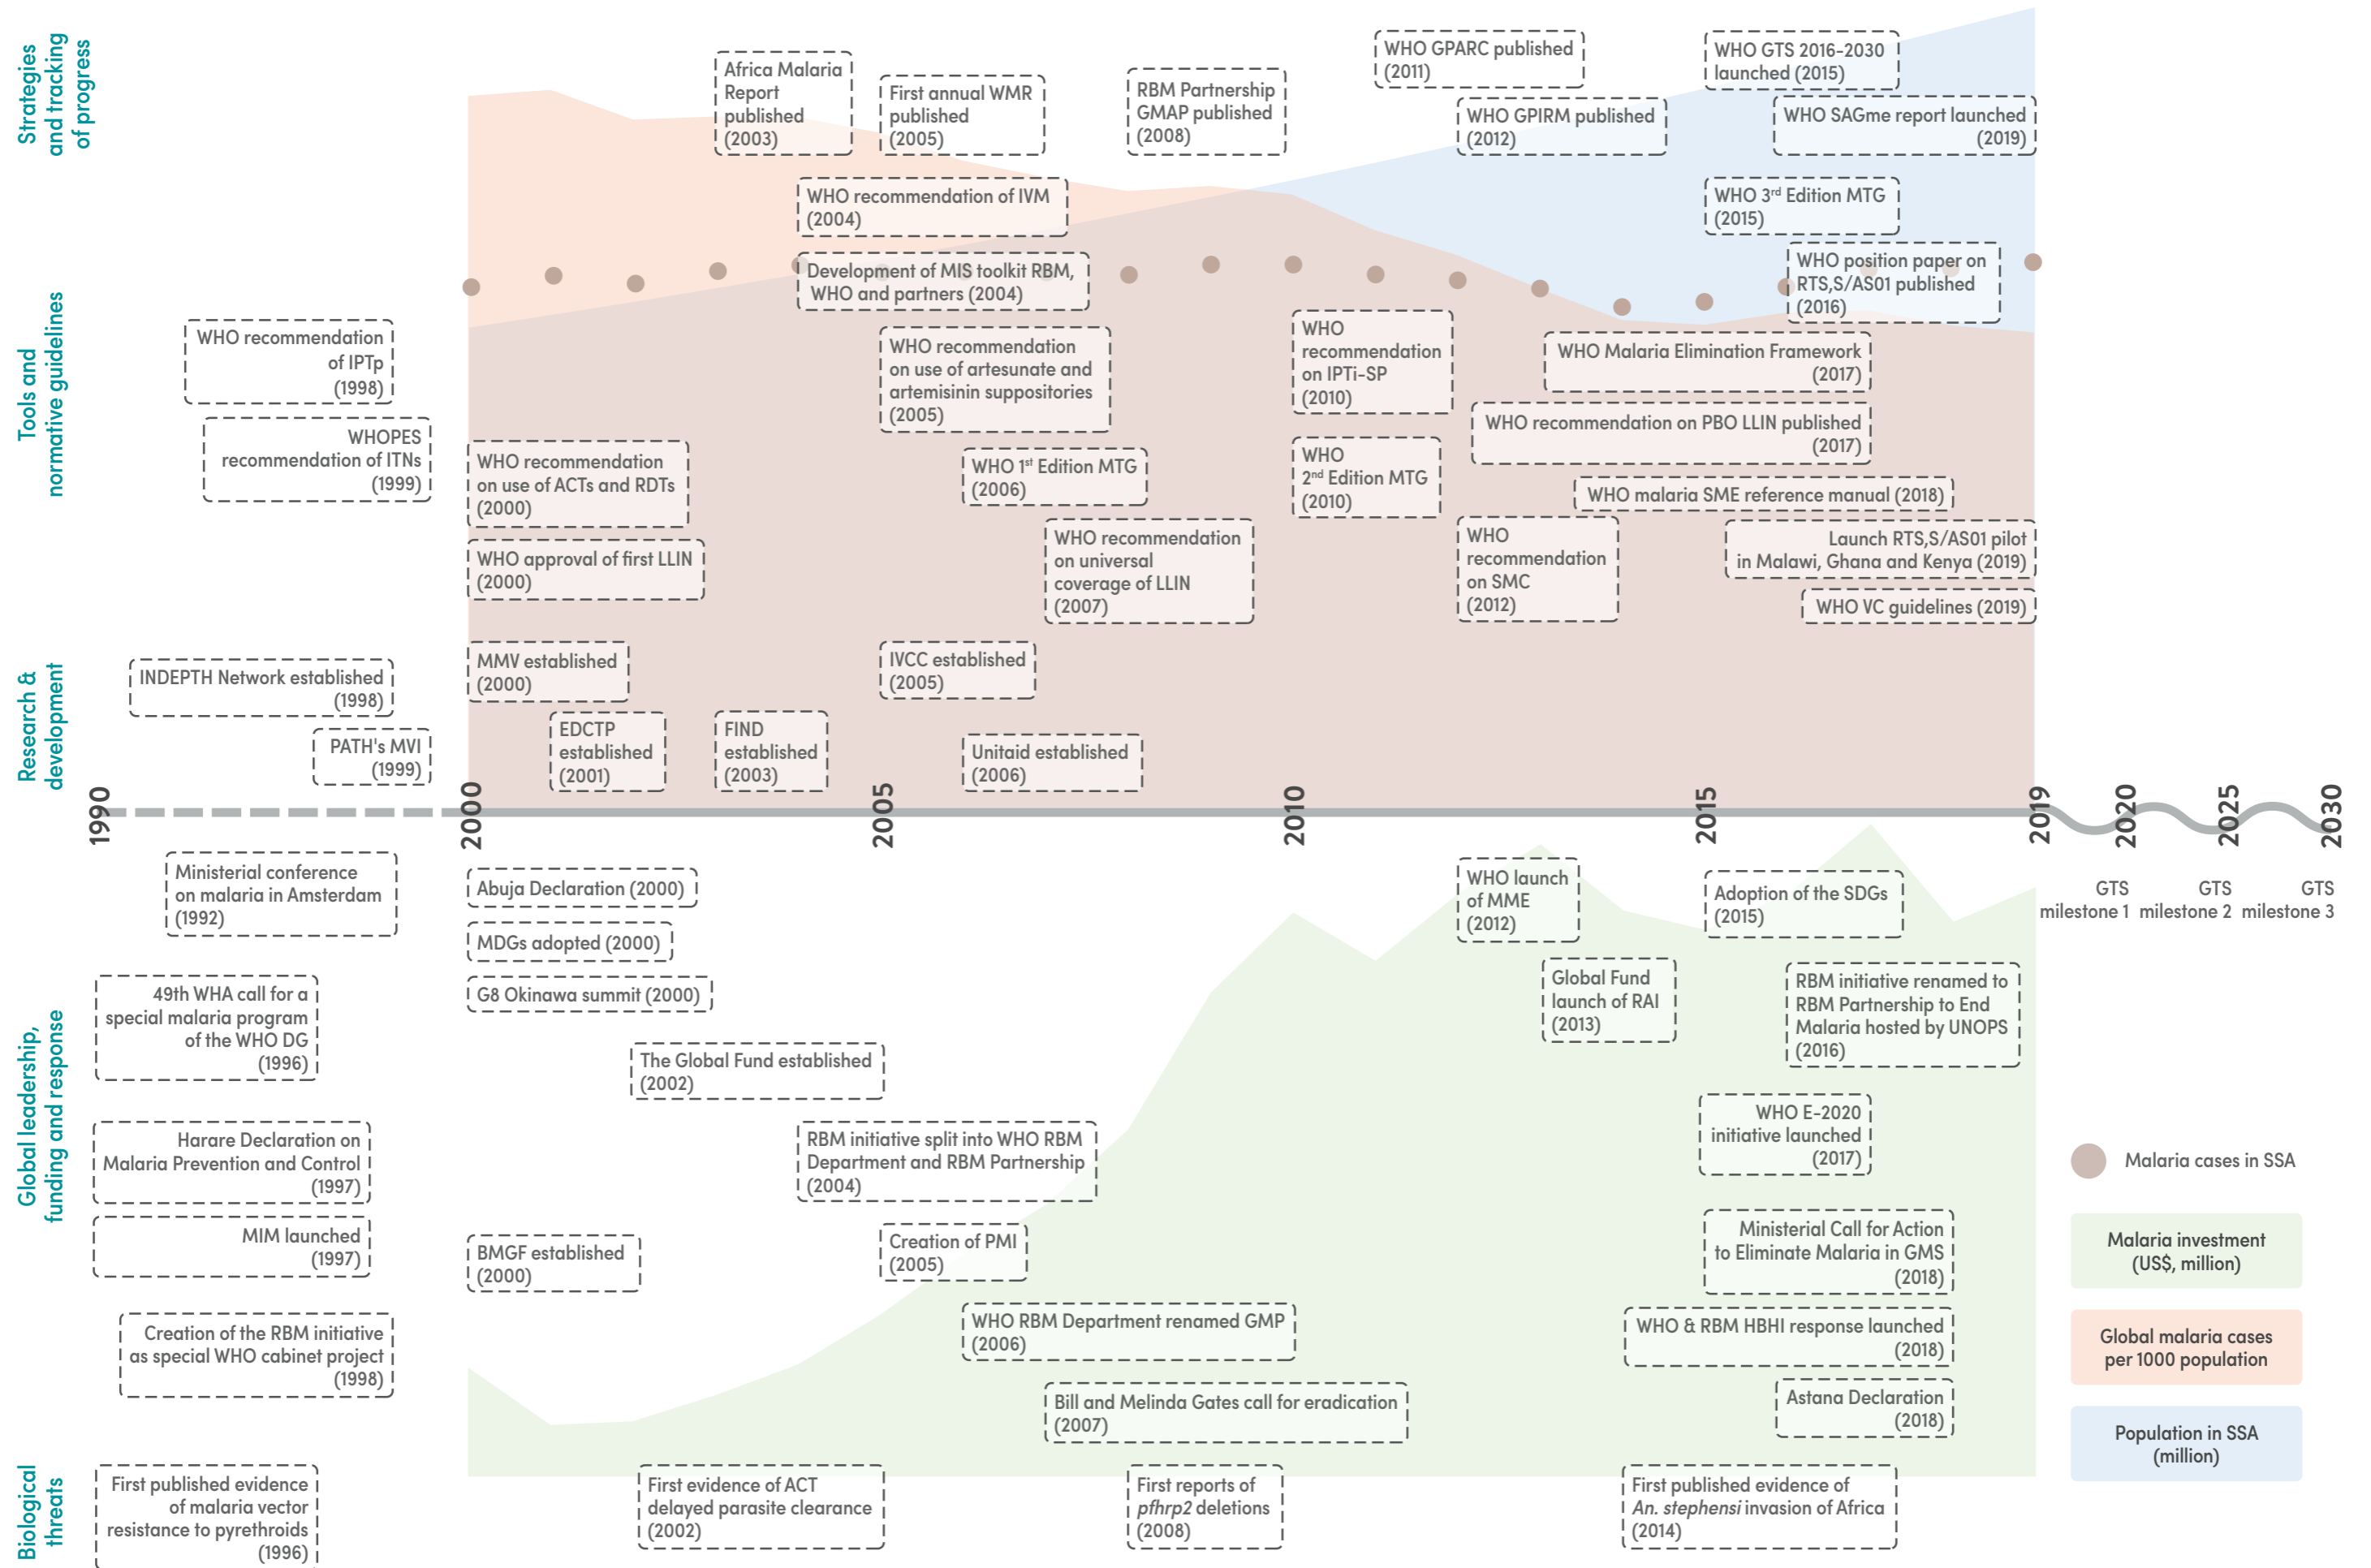 Strategies
and tracking
of progress
Africa Malaria
Report
published
(2003)
First annual WMR
published
(2005)
RBM Partnership
GMAP published
(2008)
WHO GPARC published
(2011)
WHO GPIRM published
(2012)
WHO GTS 2016-2030
launched (2015)
WHO SAGme report launched
(2019)
Tools and
normative guidelines
WHO recommendation
of IPTp
(1998)
WHOPES
recommendation of ITNs
(1999)
WHO recommendation
on use of ACTs and RDTs
(2000)
WHO approval of first LLIN
(2000)
WHO recommendation of IVM
(2004)
Development of MIS toolkit RBM,
WHO and partners (2004)
WHO recommendation
on use of artesunate and
artemisinin suppositories
(2005)
WHO 1st Edition MTG
(2006)
WHO recommendation
on universal
coverage of LLIN
(2007)
WHO
recommendation
on IPTi-SP
(2010)
WHO
2nd Edition MTG
(2010)
WHO
recommendation
on SMC
(2012)
WHO 3rd Edition MTG
(2015)
WHO position paper on
RTS,S/AS01 published
(2016)
WHO Malaria Elimination Framework
(2017)
WHO recommendation on PBO LLIN published
(2017)
WHO malaria SME reference manual (2018)
Launch RTS,S/AS01 pilot
in Malawi, Ghana and Kenya (2019)
WHO VC guidelines (2019)
Research &
development
INDEPTH Network established
(1998)
PATH's MVI
(1999)
MMV established
(2000)
EDCTP
established
(2001)
FIND
established
(2003)
IVCC established
(2005)
Unitaid established
(2006)
1990
2000
2005
2010
2015
2019
2020
2025
2030
GTS
milestone 1
GTS
milestone 2
GTS
milestone 3
Global leadership,
funding and response
Ministerial conference
on malaria in Amsterdam
(1992)
49th WHA call for a
special malaria program
of the WHO DG
(1996)
Harare Declaration on
Malaria Prevention and Control
(1997)
MIM launched
(1997)
Creation of the RBM initiative
as special WHO cabinet project
(1998)
Abuja Declaration (2000)
MDGs adopted (2000)
G8 Okinawa summit (2000)
The Global Fund established
(2002)
RBM initiative split into WHO RBM
Department and RBM Partnership
(2004)
BMGF established
(2000)
Creation of PMI
(2005)
WHO RBM Department renamed GMP
(2006)
Bill and Melinda Gates call for eradication
(2007)
WHO launch
of MME
(2012)
Global Fund
launch of RAI
(2013)
Adoption of the SDGs
(2015)
RBM initiative renamed to
RBM Partnership to End
Malaria hosted by UNOPS
(2016)
WHO E-2020
initiative launched
(2017)
Ministerial Call for Action
to Eliminate Malaria in GMS
(2018)
WHO & RBM HBHI response launched
(2018)
Astana Declaration
(2018)
Malaria cases in SSA
Malaria investment
(US$, million)
Global malaria cases
per 1000 population
Population in SSA
(million)
Biological
threats
First published evidence
of malaria vector
resistance to pyrethroids
(1996)
First evidence of ACT
delayed parasite clearance
(2002)
First reports of
pfhrp2 deletions
(2008)
First published evidence of
An. stephensi invasion of Africa
(2014)